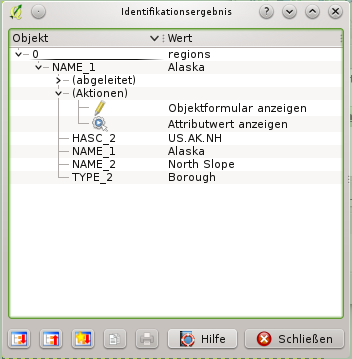 Identifikationsergebnis
Objekt Wert
0 regions
NAME_1 Alaska
(abgeleitet)
(Aktionen)
Objektformular anzeigen
Attributwert anzeigen
HASC_2 US.AK.NH
NAME_1 Alaska
NAME_2 North Slope
TYPE_2 Borough
Hilfe Schließen